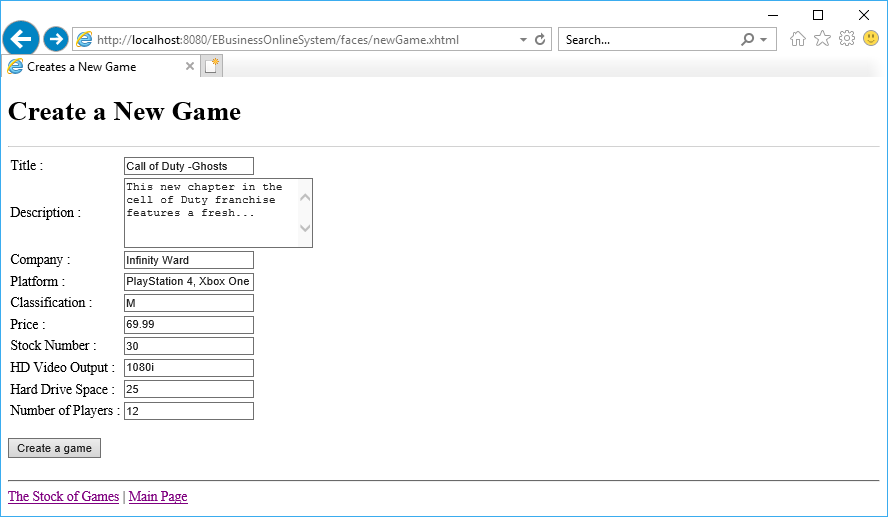 http://localhost:8080/EBusinessOnlineSystem/faces/newGame.xhtml Search...
Creates a New Game
Create a New Game
Title : Call of Duty -Ghosts
Description : This new chapter in the
cell of Duty franchise
features a fresh...
Company : Infinity Ward
Platform : PlayStation 4, Xbox One
Classification : M
Price : 69.99
Stock Number : 30
HD Video Output : 1080i
Hard Drive Space : 25
Number of Players : 12
Create a game
The Stock of Games | Main Page